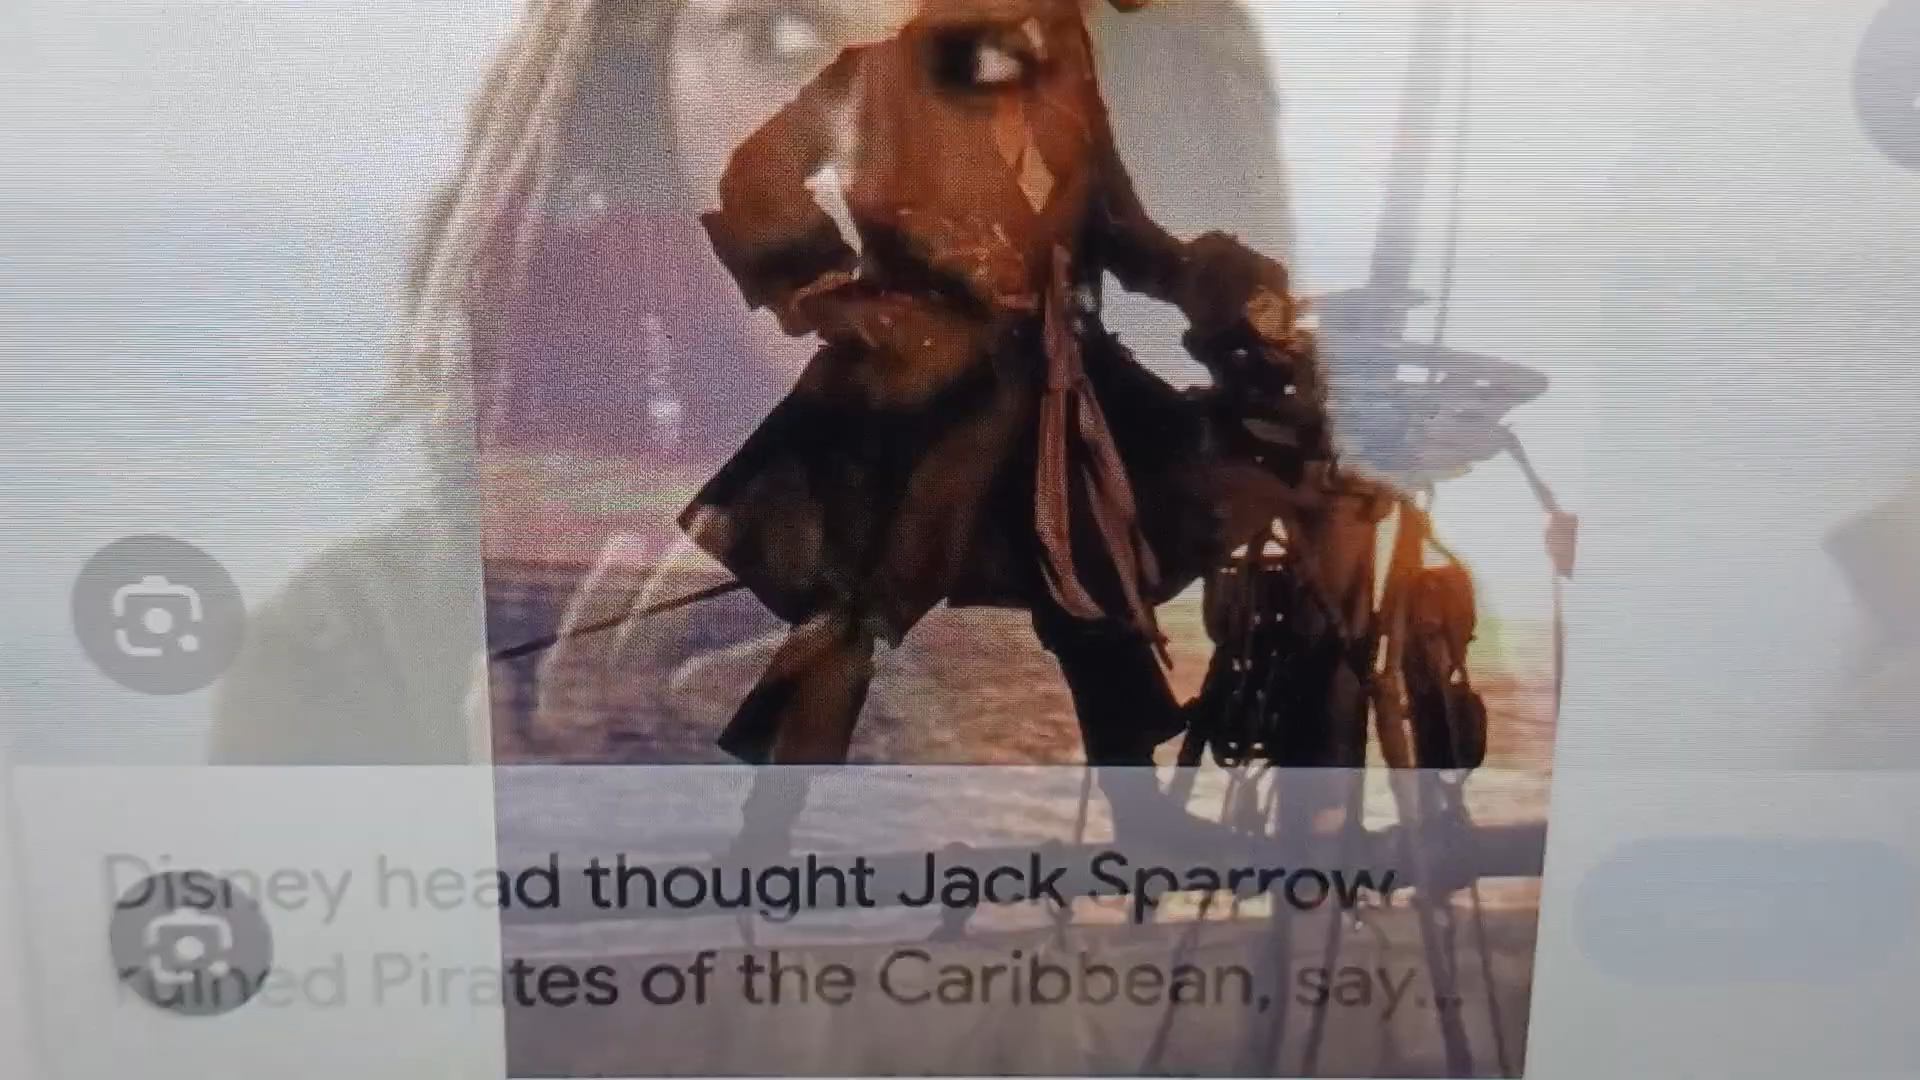 Disney head thought Jack Sparrow
ruined Pirates of the Caribbean, say...